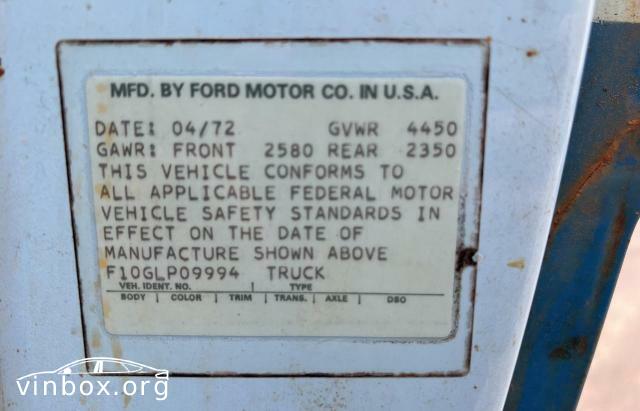 MFD. BY FORD MOTOR CO. IN U.S.A.
DATE: 04/72 GVWR 4450
GAWR: FRONT 2580 REAR 2350
THIS VEHICLE CONFORMS TO
ALL APPLICABLE FEDERAL MOTOR
VEHICLE SAFETY STANDARDS IN
EFFECT ON THE DATE OF
MANUFACTURE SHOWN ABOVE
F10GLP09994 TRUCK
VEH. IDENT. NO. | TYPE
BODY | COLOR | TRIM | TRANS. | AXLE | DSO
vinbox.org